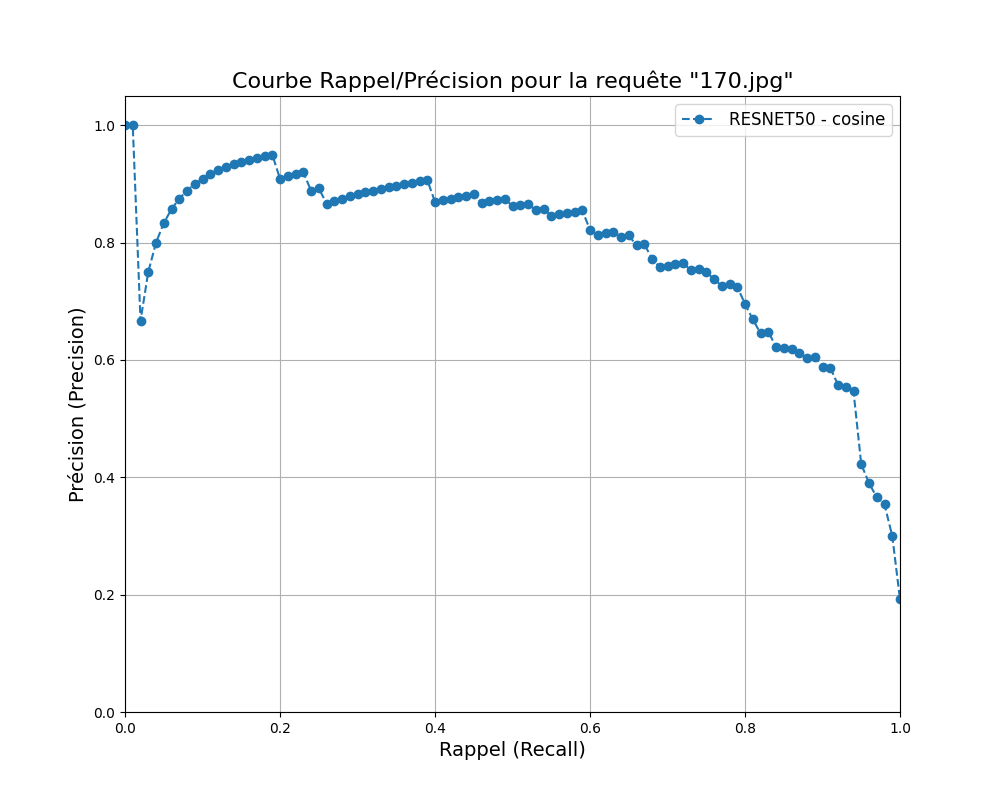 Courbe Rappel/Précision pour la requête "170.jpg"
RESNET50 - cosine
1.0
0.8
0.6
0.4
0.2
0.0
Précision (Precision)
0.0 0.2 0.4 0.6 0.8 1.0
Rappel (Recall)